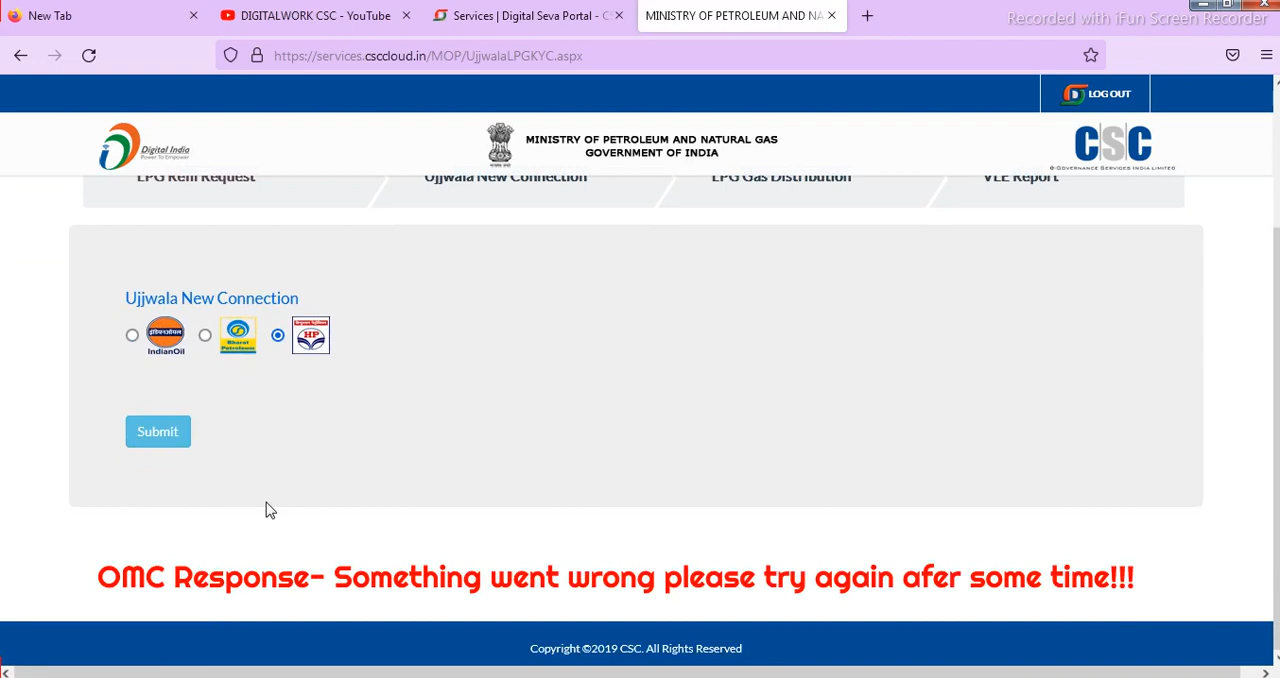 New Tab
DIGITALWORK CSC - YouTube
Services | Digital Seva Portal - CS
MINISTRY OF PETROLEUM AND NA
Recorded with iFun Screen Recorder
https://services.csccloud.in/MOP/UjjwalaLPGKYC.aspx
LOG OUT
Digital India
Power To Empower
MINISTRY OF PETROLEUM AND NATURAL GAS
GOVERNMENT OF INDIA
CSC
e-GOVERNANCE SERVICES INDIA LIMITED
LPG Refil Request
Ujjwala New Connection
LPG Gas Distribution
VLE Report
Ujjwala New Connection
इंडियनऑयल
IndianOil
Bharat
Petroleum
HP
Submit
OMC Response- Something went wrong please try again afer some time!!!
Copyright ©2019 CSC. All Rights Reserved